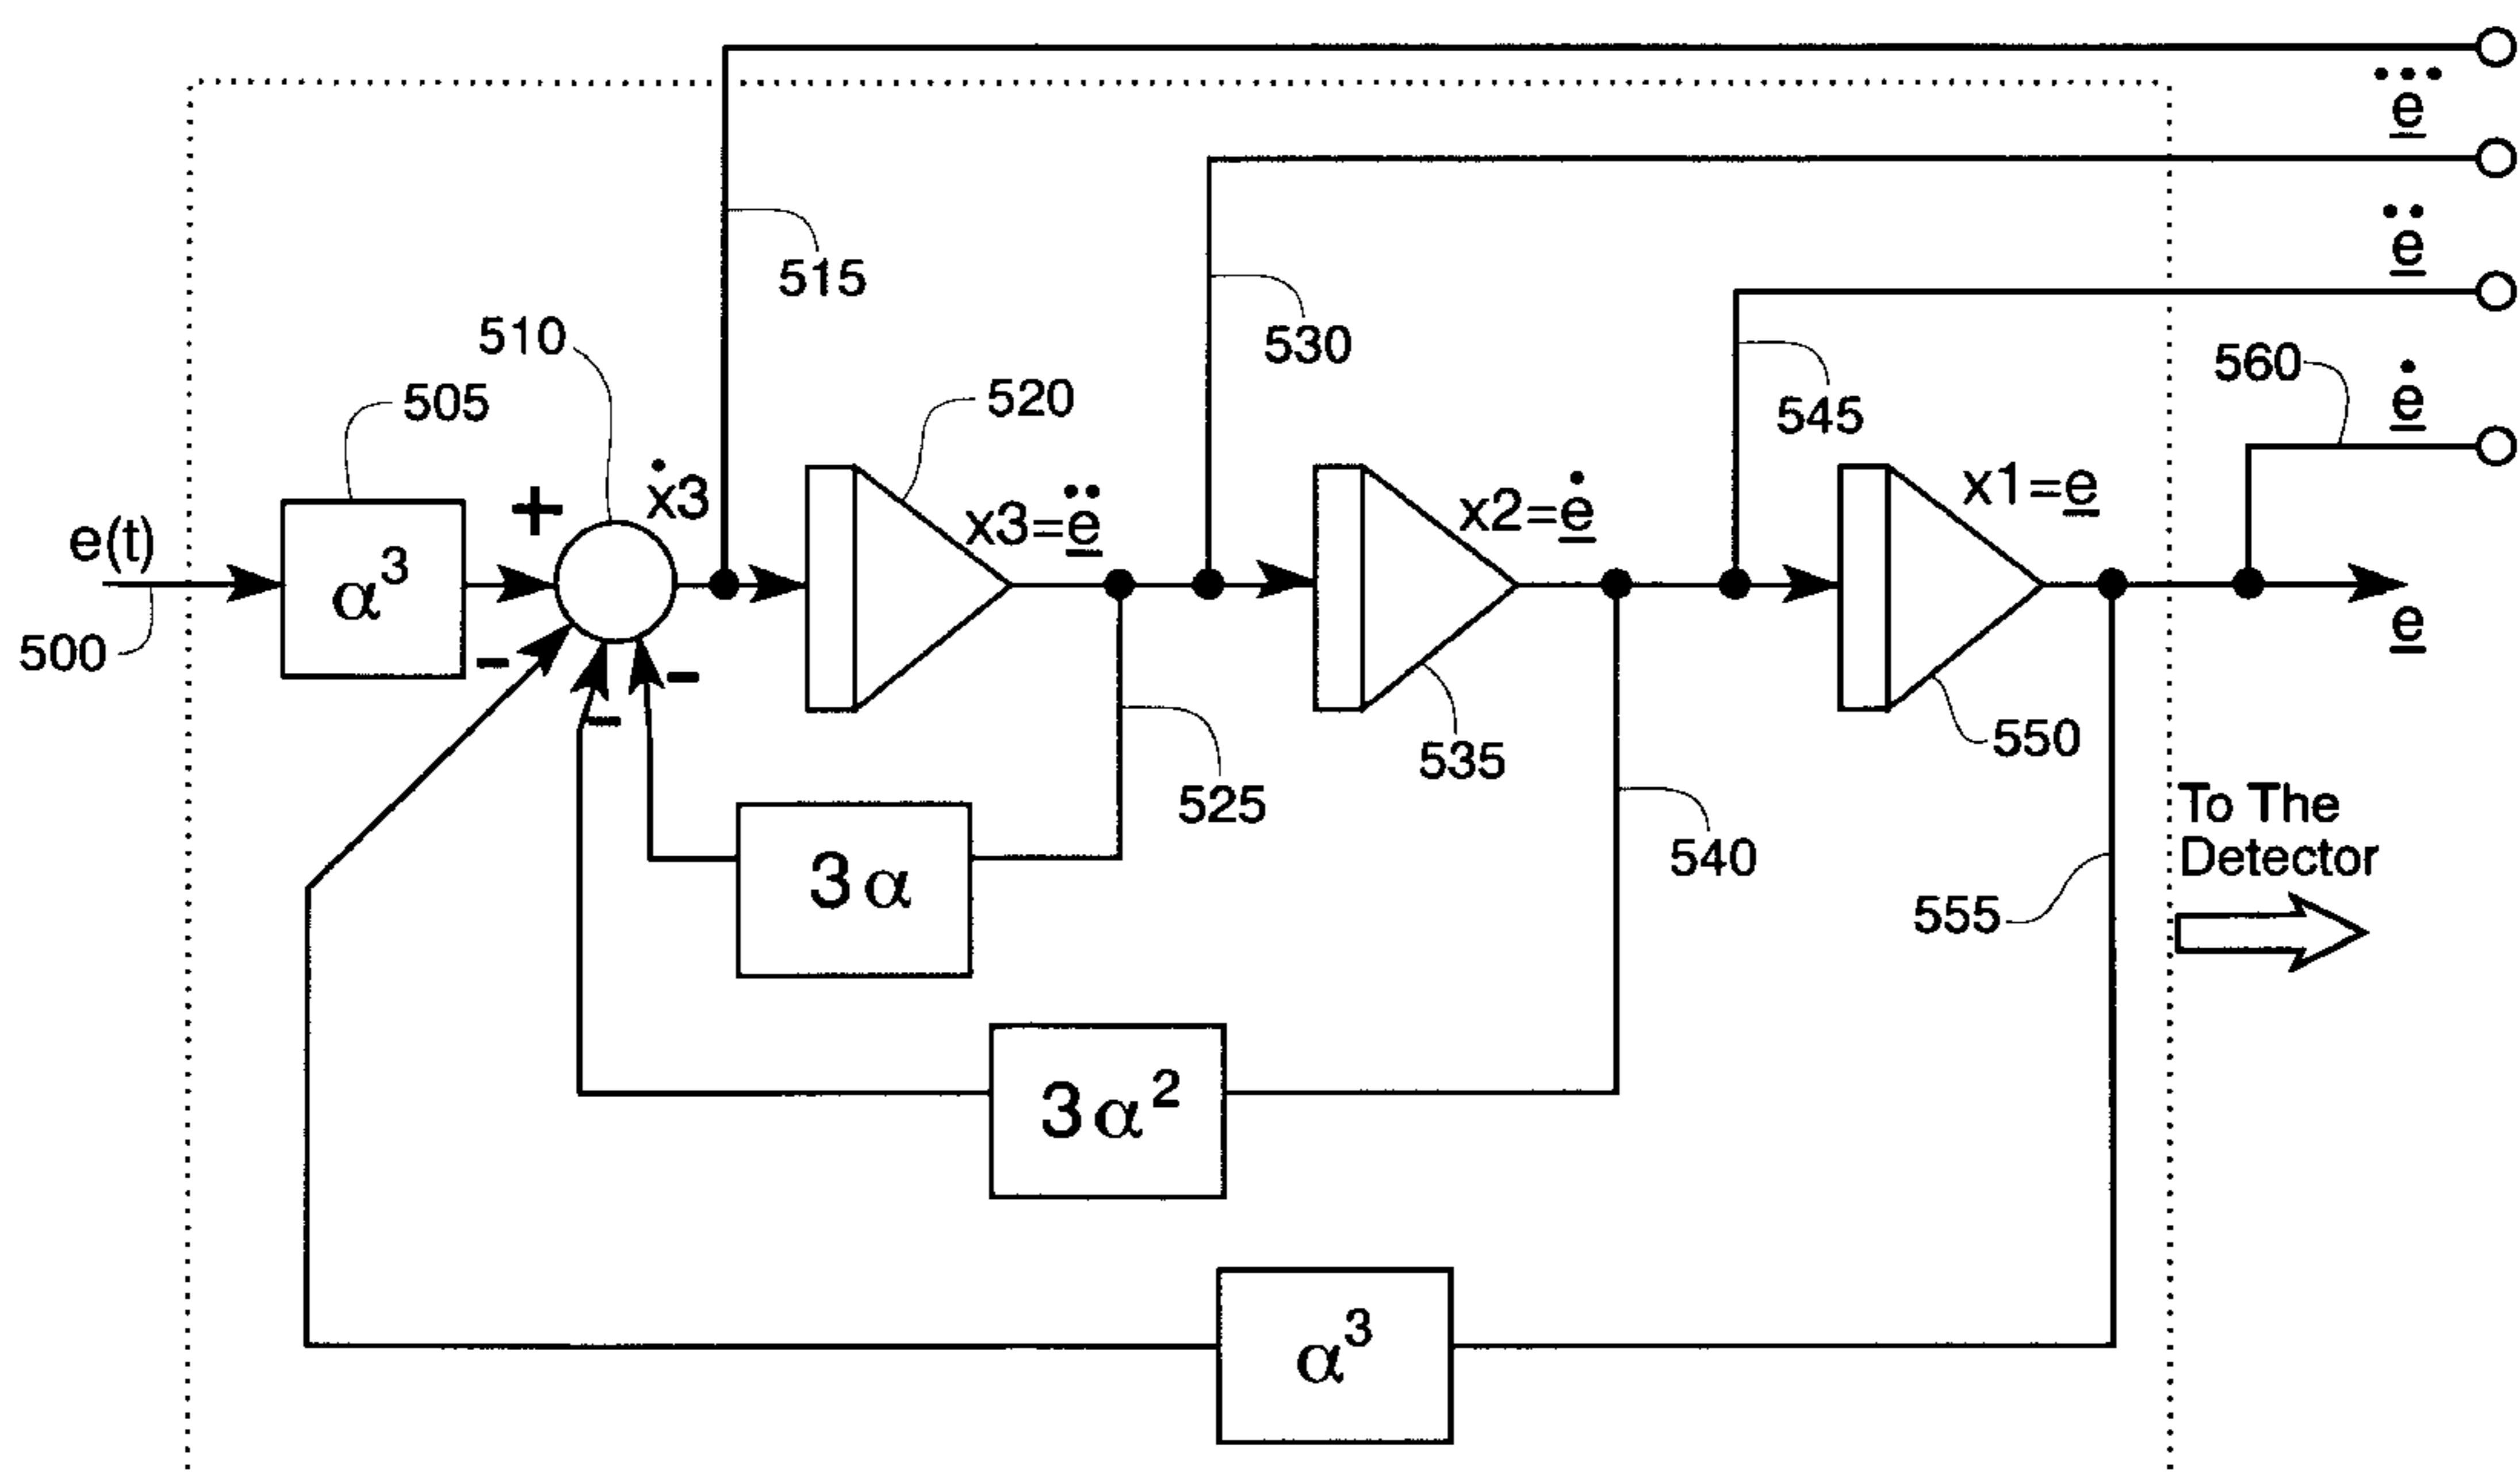 e⃛
515
ë
510
530
560
ė
505
520
545
ẋ3
+
x3=ë
x2=ė
x1=e
e(t)
α³
500
-
-
-
e
535
550
525
To The
Detector
540
3α
555
3α²
α³